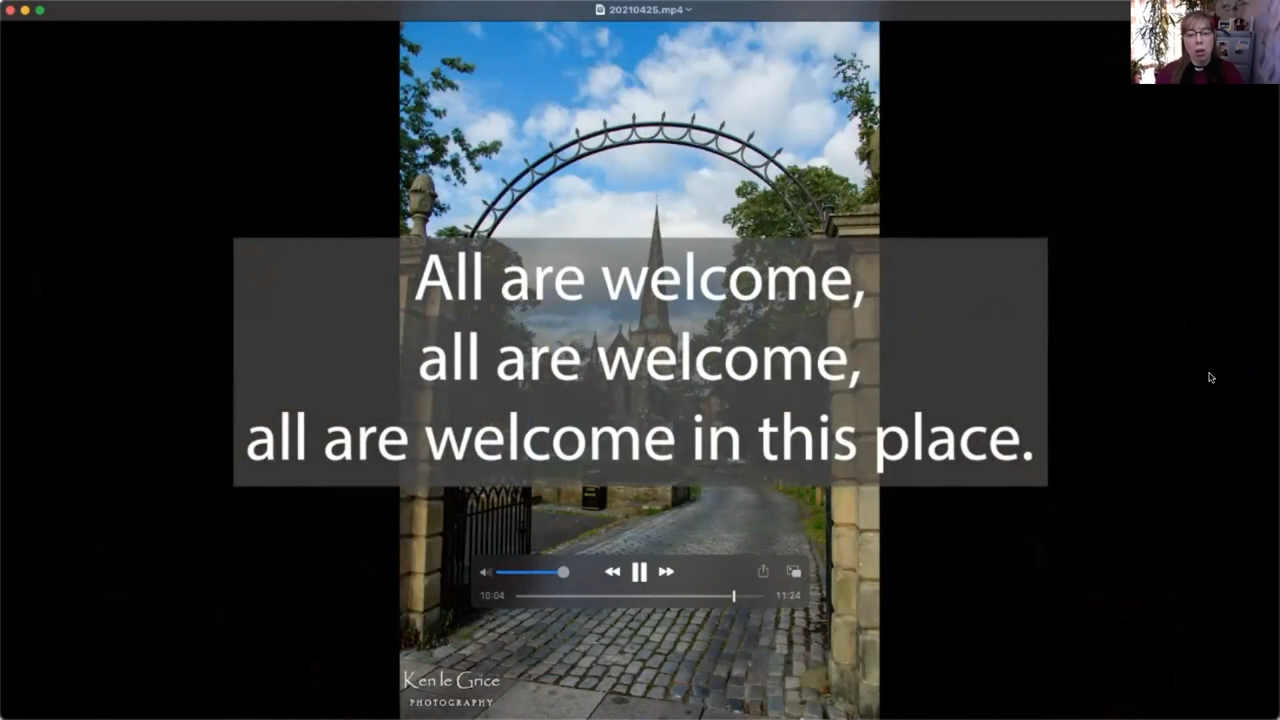 20210425.mp4
All are welcome,
all are welcome,
all are welcome in this place.
10:04
11:24
Ken le Grice
PHOTOGRAPHY